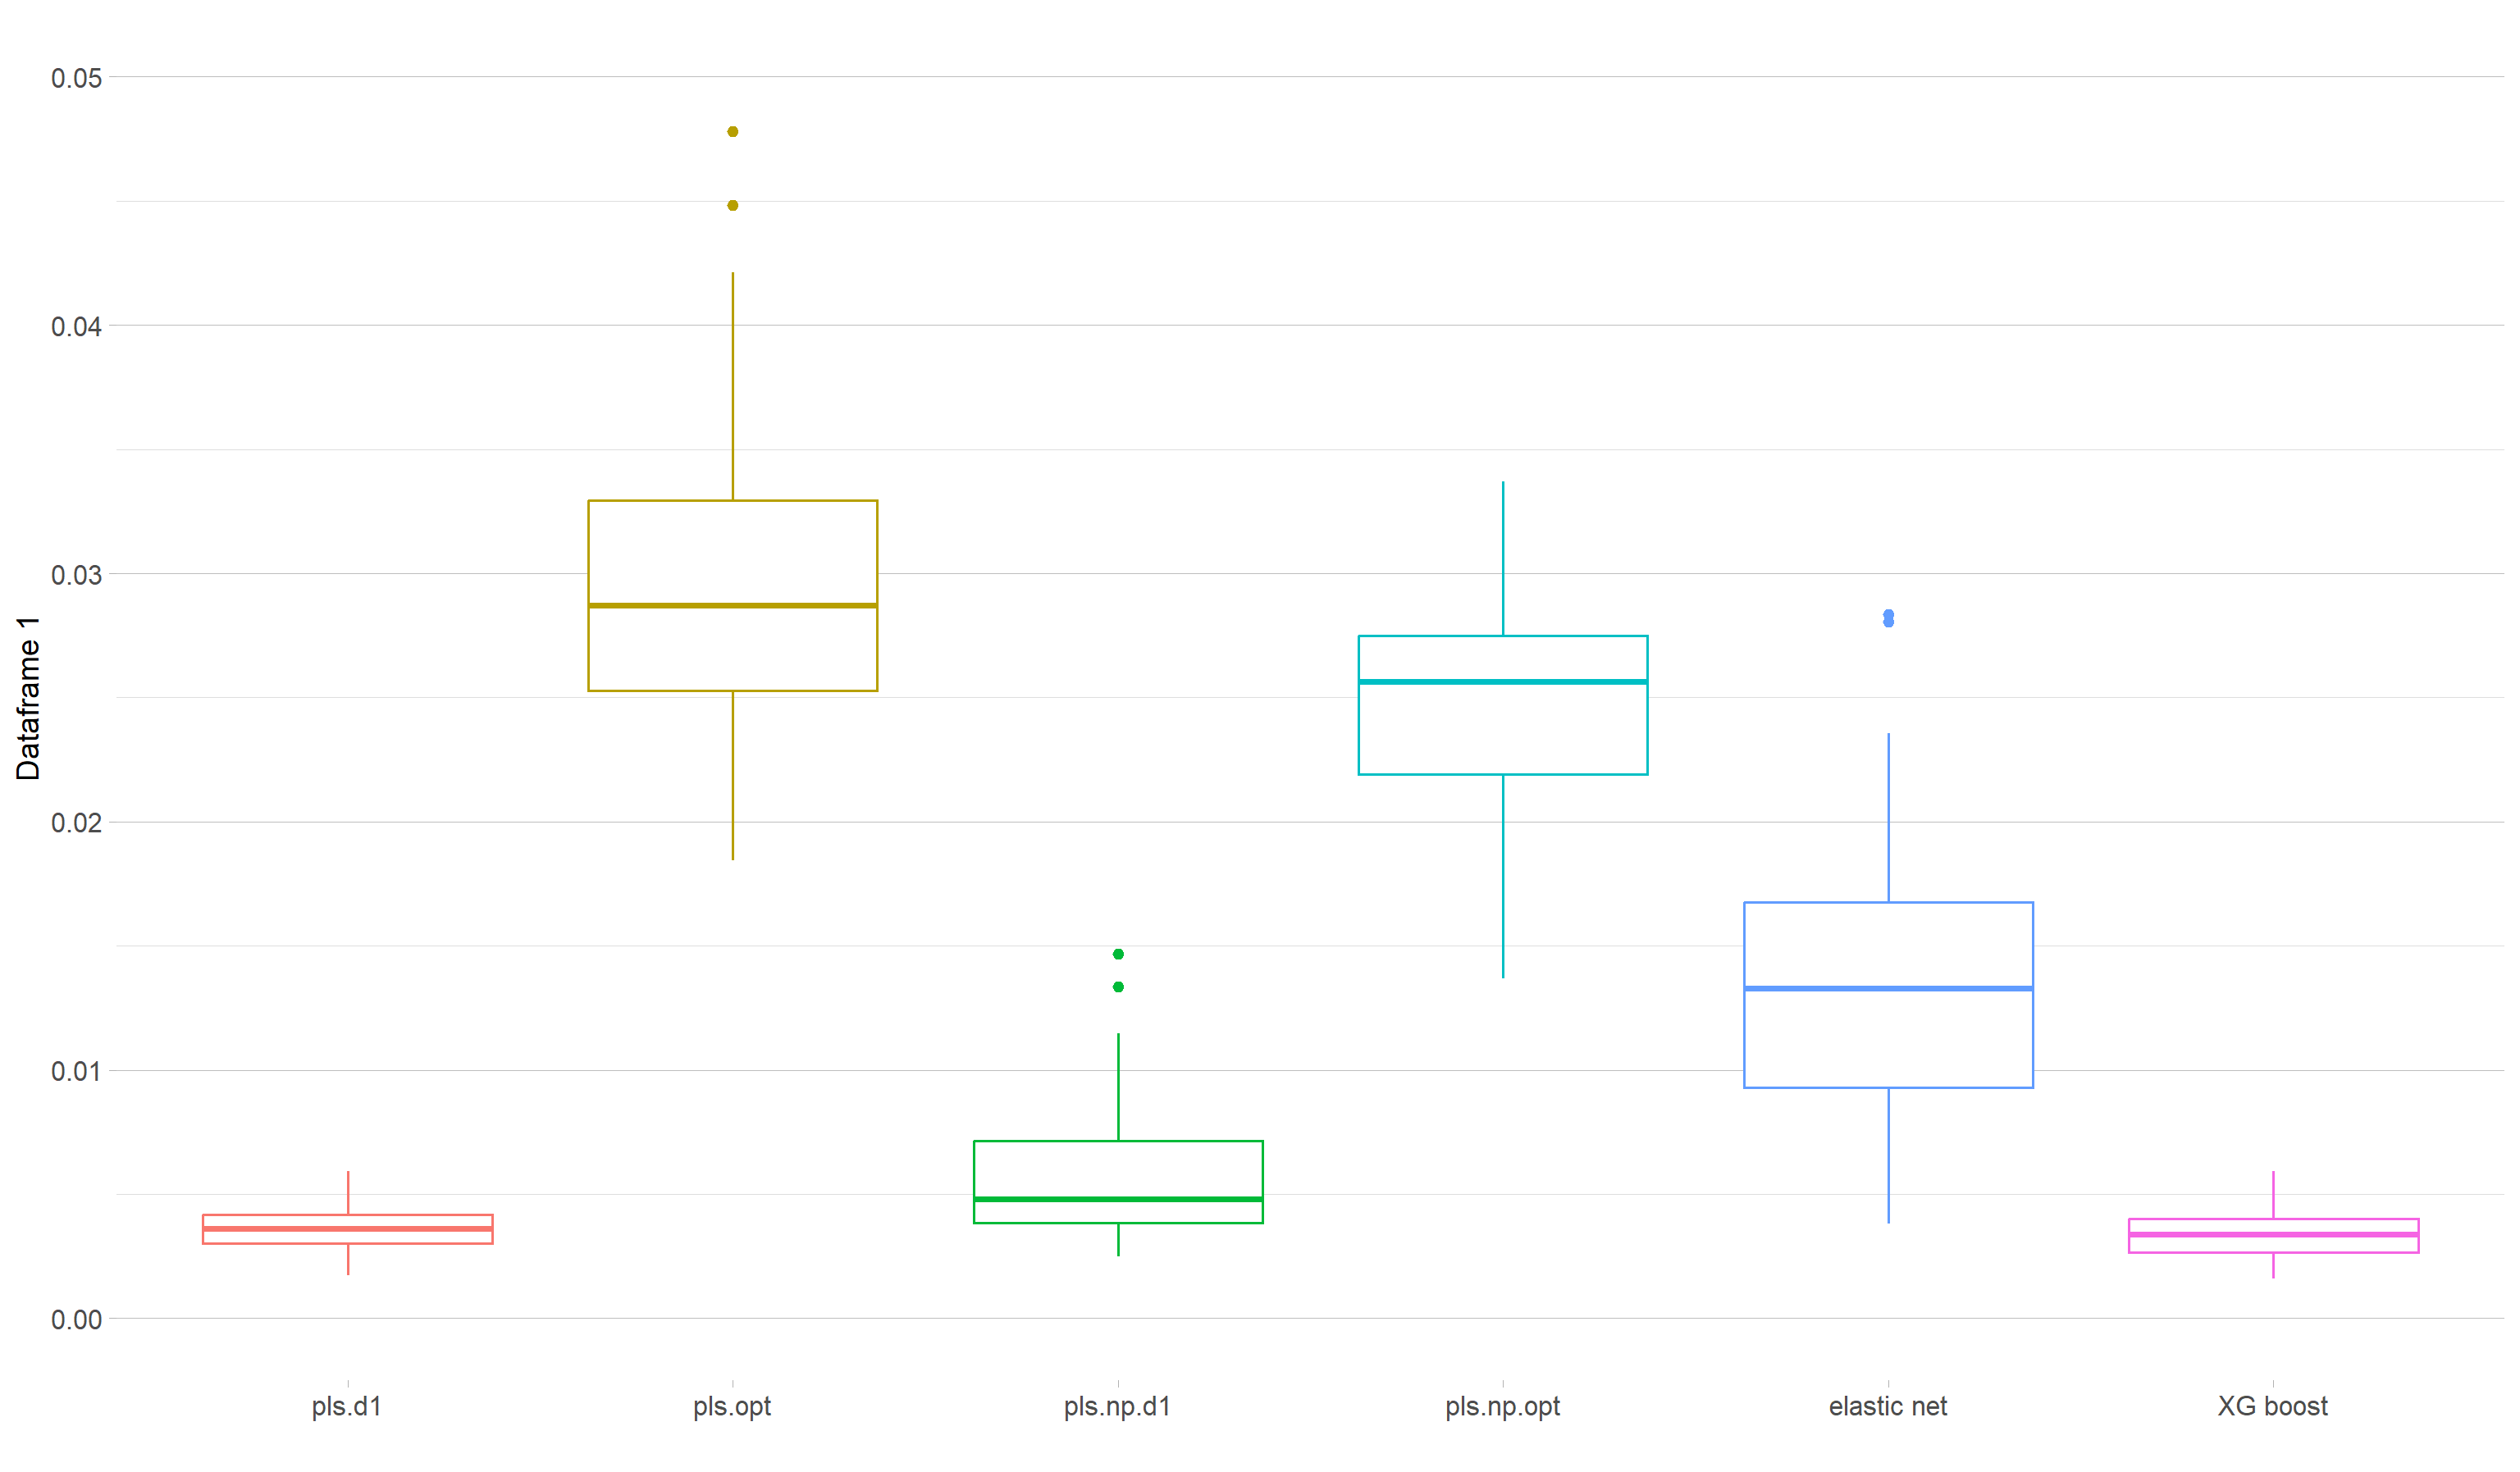 0.05
0.04
0.03
0.02
0.01
0.00
Dataframe 1
pls.d1
pls.opt
pls.np.d1
pls.np.opt
elastic net
XG boost